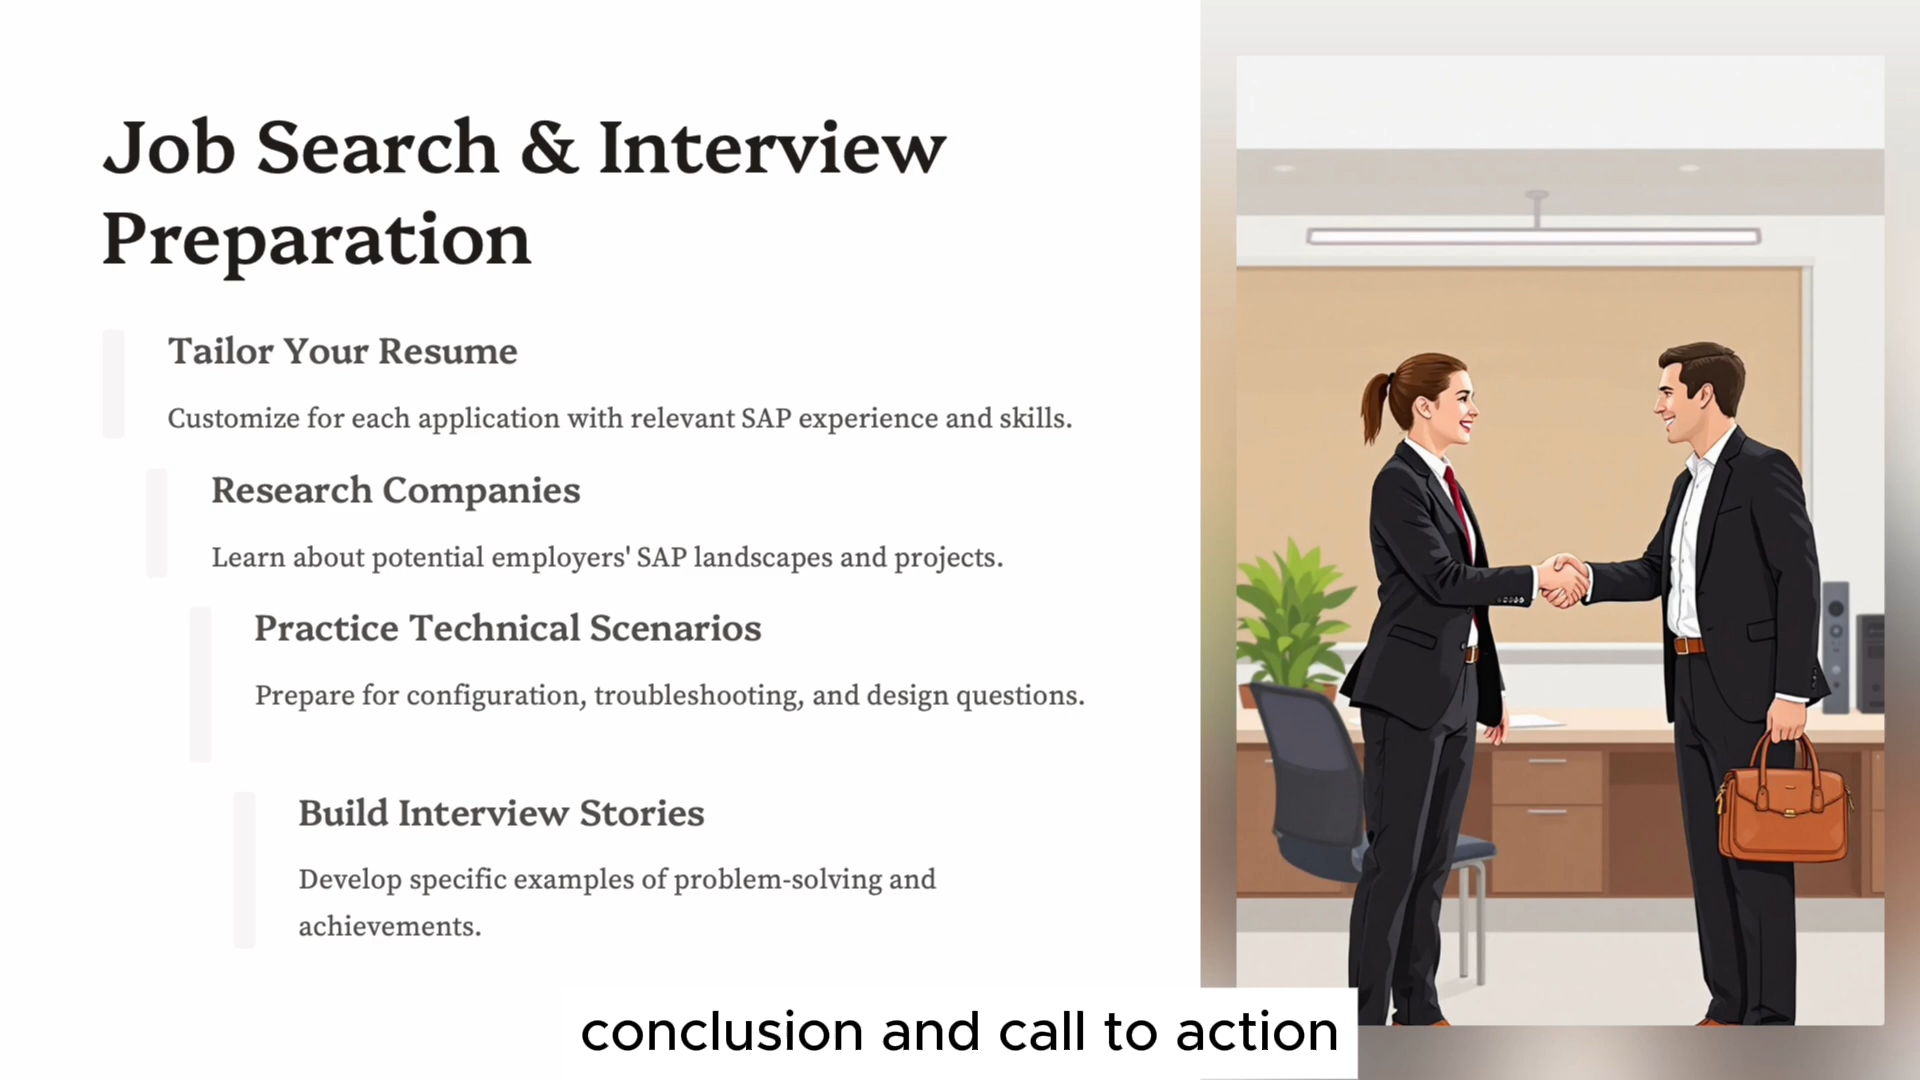 Job Search & Interview
Preparation
Tailor Your Resume
Customize for each application with relevant SAP experience and skills.
Research Companies
Learn about potential employers' SAP landscapes and projects.
Practice Technical Scenarios
Prepare for configuration, troubleshooting, and design questions.
Build Interview Stories
Develop specific examples of problem-solving and
achievements.
conclusion and call to action